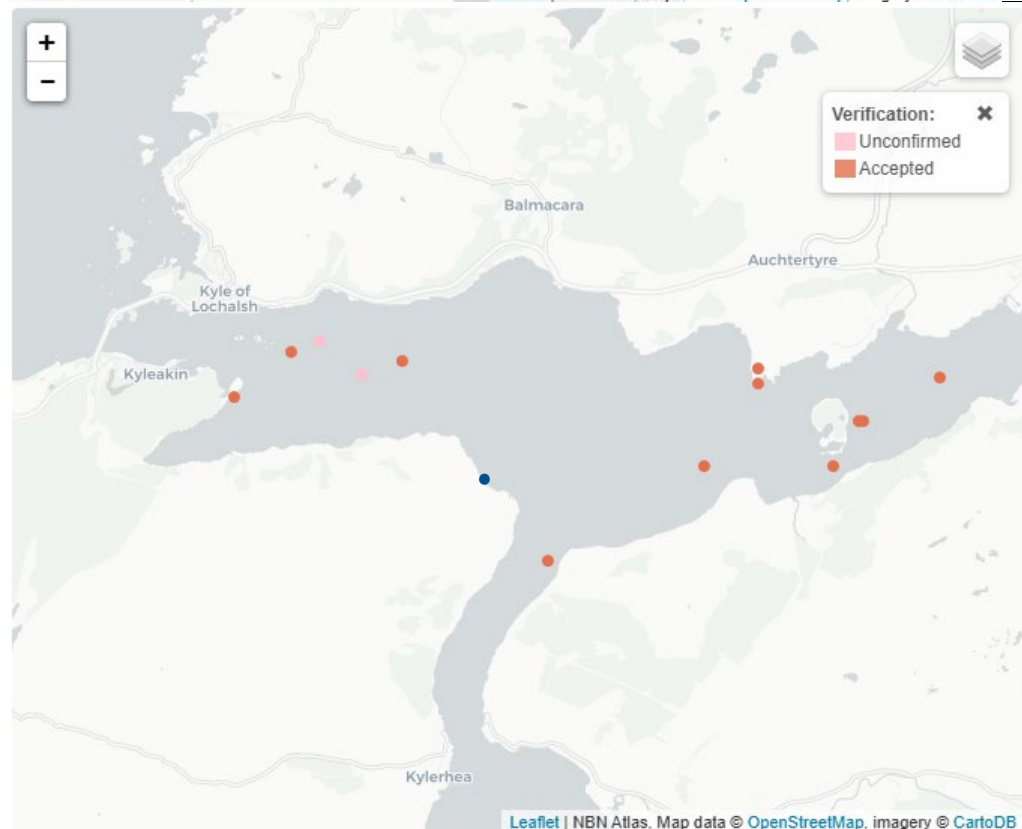 +
−
Verification: ✖
Unconfirmed
Accepted
Balmacara
Auchtertyre
Kyle of
Lochalsh
Kyleakin
Kylerhea
Leaflet | NBN Atlas, Map data © OpenStreetMap, imagery © CartoDB